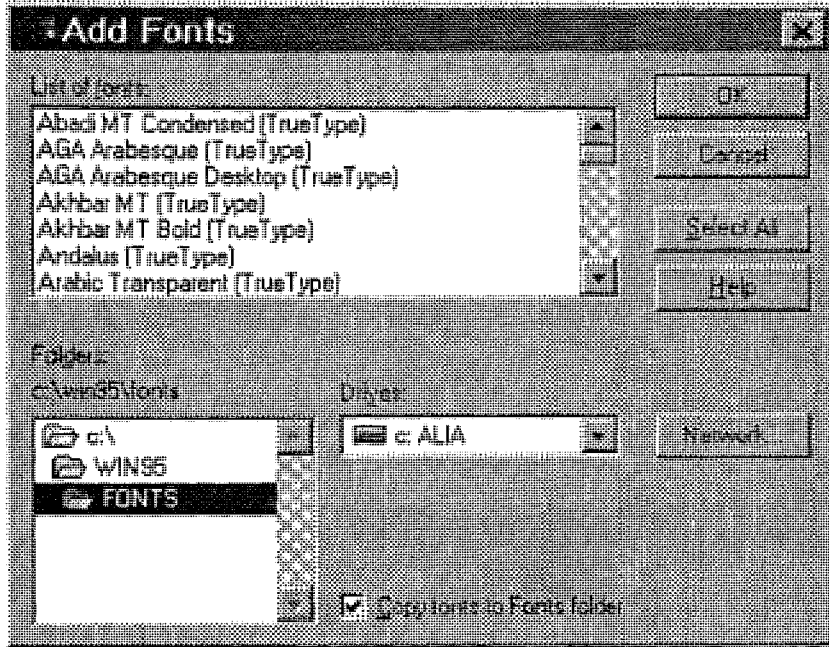 Add Fonts
List of fonts:
Abadi MT Condensed (TrueType)
AGA Arabesque (TrueType)
AGA Arabesque Desktop (TrueType)
Akhbar MT (TrueType)
Akhbar MT Bold (TrueType)
Andalus (TrueType)
Arabic Transparent (TrueType)
OK
Cancel
Select All
Help
Folders:
c:\win95\fonts
c:\
WIN95
FONTS
Drives:
c: ALIA
Network...
Copy fonts to Fonts folder